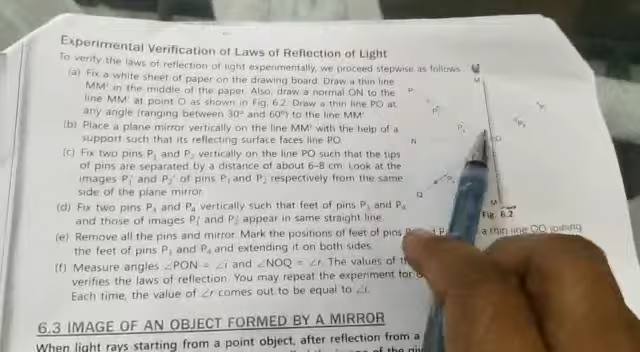 Experimental Verification of Laws of Reflection of Light
To verify the laws of reflection of light experimentally, we proceed stepwise as follows.
(a) Fix a white sheet of paper on the drawing board. Draw a thin line
MM' in the middle of the paper. Also, draw a normal ON to the
line MM' at point O as shown in Fig. 6.2. Draw a thin line PO at
any angle (ranging between 30° and 60°) to the line MM'
(b) Place a plane mirror vertically on the line MM' with the help of a
support such that its reflecting surface faces line PO.
(c) Fix two pins P₁ and P₂ vertically on the line PO such that the tips
of pins are separated by a distance of about 6-8 cm. Look at the
images P₁' and P₂' of pins P₁ and P₂ respectively from the same
side of the plane mirror.
(d) Fix two pins P₃ and P₄ vertically such that feet of pins P₃ and P₄
and those of images P₁' and P₂' appear in same straight line.
(e) Remove all the pins and mirror. Mark the positions of feet of pins a thin line OQ joining
the feet of pins P₃ and P₄ and extending it on both sides.
(f) Measure angles ∠PON = ∠i and ∠NOQ = ∠r. The values of
verifies the laws of reflection. You may repeat the experiment for
Each time, the value of ∠r comes out to be equal to ∠i.
M
P
P₁
P₂
N
O
Q
M'
Fig. 6.2
6.3 IMAGE OF AN OBJECT FORMED BY A MIRROR
When light rays starting from a point object, after reflection from a